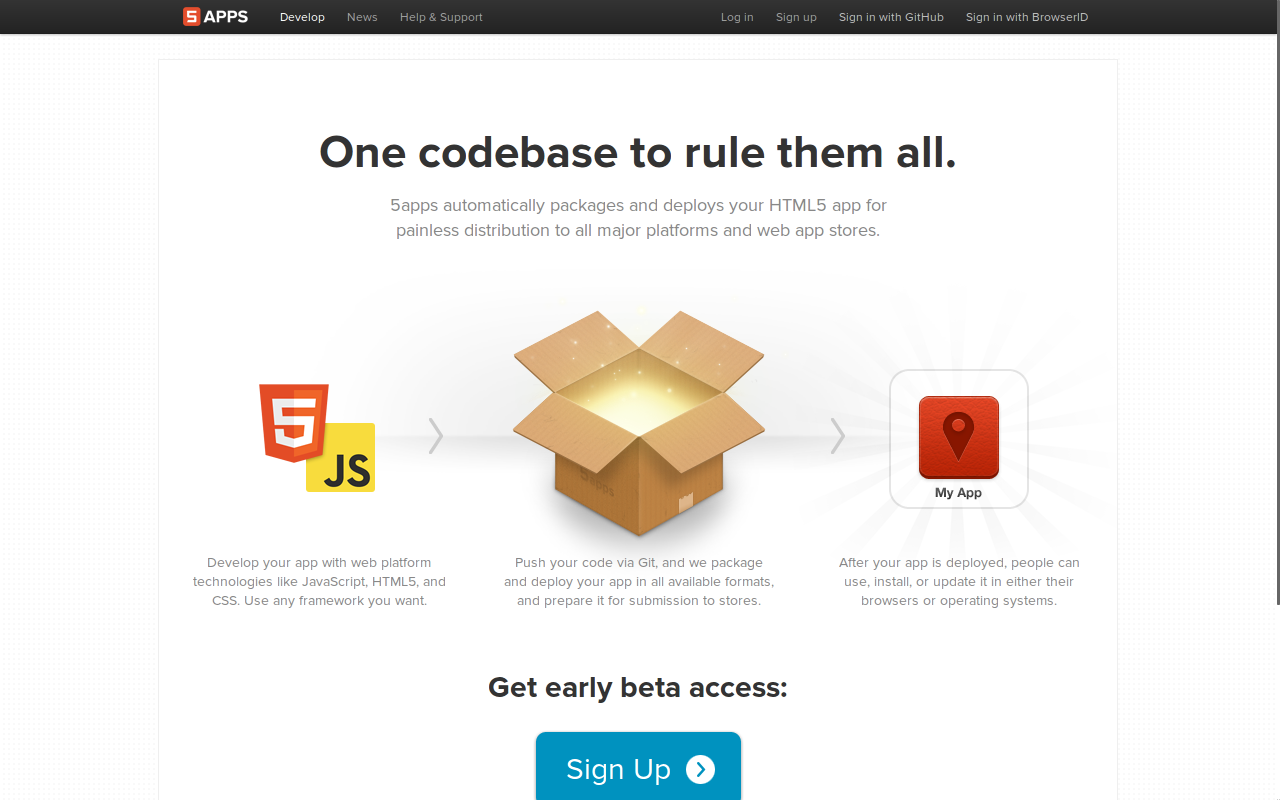 5 APPS Develop News Help & Support Log in Sign up Sign in with GitHub Sign in with BrowserID
One codebase to rule them all.
5apps automatically packages and deploys your HTML5 app for
painless distribution to all major platforms and web app stores.
5
JS
5apps
My App
Develop your app with web platform
technologies like JavaScript, HTML5, and
CSS. Use any framework you want.
Push your code via Git, and we package
and deploy your app in all available formats,
and prepare it for submission to stores.
After your app is deployed, people can
use, install, or update it in either their
browsers or operating systems.
Get early beta access:
Sign Up